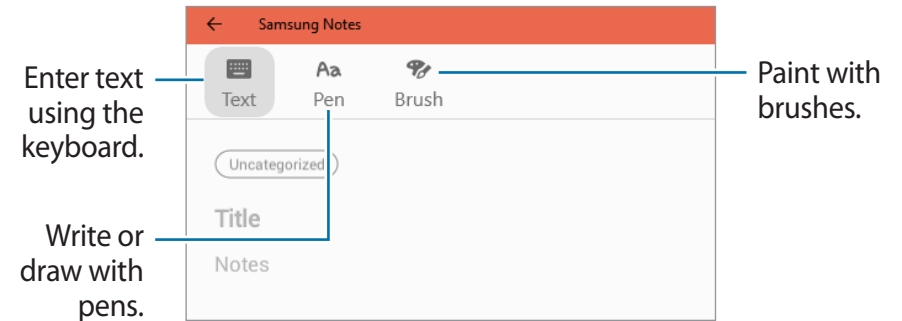 ← Samsung Notes
Enter text
using the
keyboard.
Text
Aa
Pen
Brush
Paint with
brushes.
Uncategorized
Title
Notes
Write or
draw with
pens.